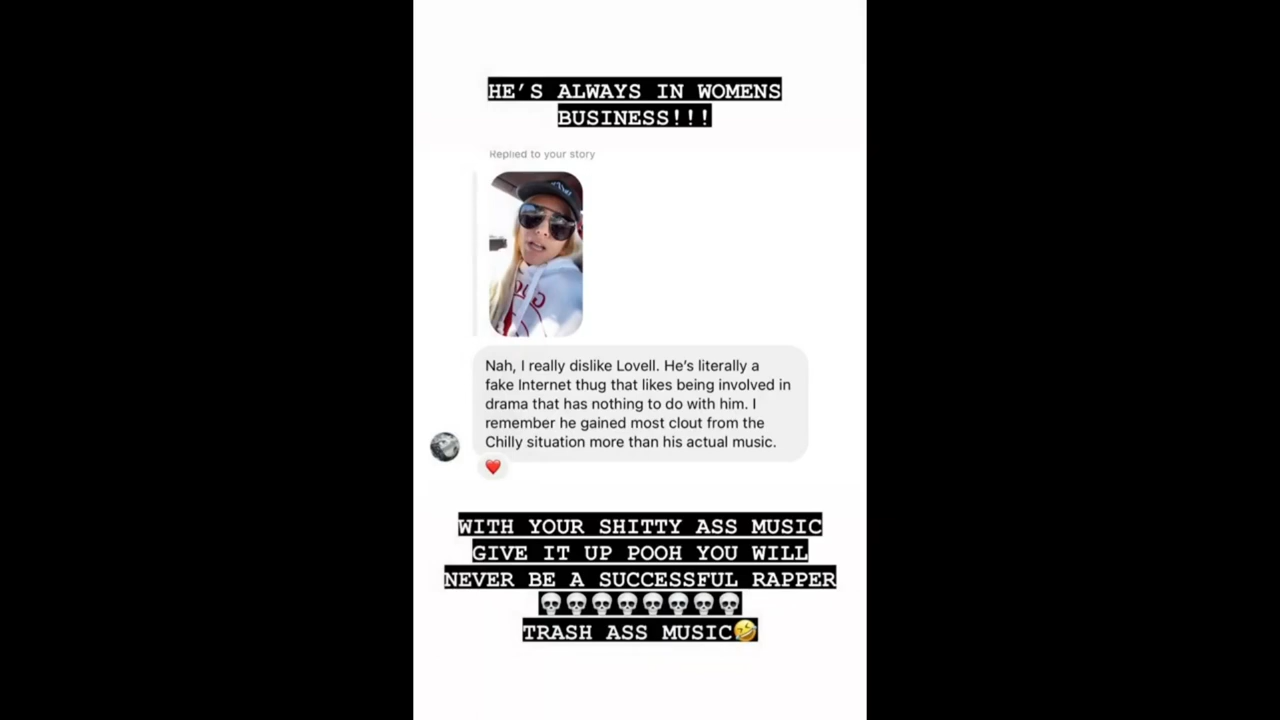 HE’S ALWAYS IN WOMENS
BUSINESS!!!
Replied to your story
Nah, I really dislike Lovell. He’s literally a
fake Internet thug that likes being involved in
drama that has nothing to do with him. I
remember he gained most clout from the
Chilly situation more than his actual music.
❤️
WITH YOUR SHITTY ASS MUSIC
GIVE IT UP POOH YOU WILL
NEVER BE A SUCCESSFUL RAPPER
💀💀💀💀💀💀💀💀
TRASH ASS MUSIC🤣